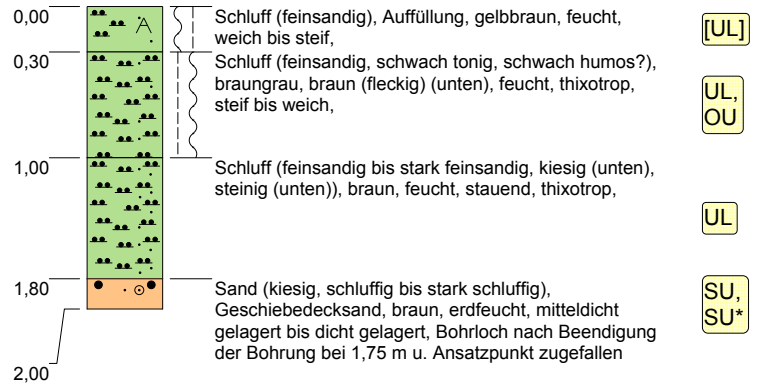 0,00
A
Schluff (feinsandig), Auffüllung, gelbbraun, feucht,
weich bis steif,
[UL]
0,30
Schluff (feinsandig, schwach tonig, schwach humos?),
braungrau, braun (fleckig) (unten), feucht, thixotrop,
steif bis weich,
UL,
OU
1,00
Schluff (feinsandig bis stark feinsandig, kiesig (unten),
steinig (unten)), braun, feucht, stauend, thixotrop,
UL
1,80
Sand (kiesig, schluffig bis stark schluffig),
Geschiebedecksand, braun, erdfeucht, mitteldicht
gelagert bis dicht gelagert, Bohrloch nach Beendigung
der Bohrung bei 1,75 m u. Ansatzpunkt zugefallen
SU,
SU*
2,00